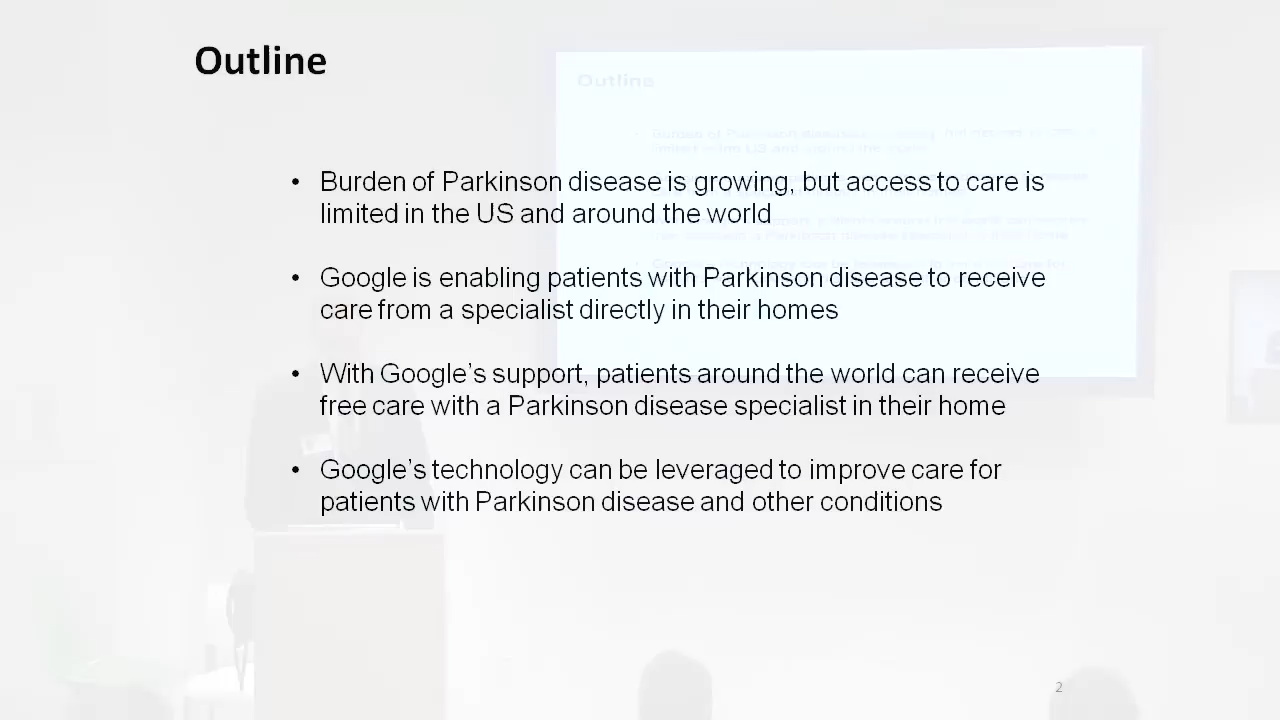 Outline
• Burden of Parkinson disease is growing, but access to care is
limited in the US and around the world
• Google is enabling patients with Parkinson disease to receive
care from a specialist directly in their homes
• With Google's support, patients around the world can receive
free care with a Parkinson disease specialist in their home
• Google's technology can be leveraged to improve care for
patients with Parkinson disease and other conditions
2
Outline